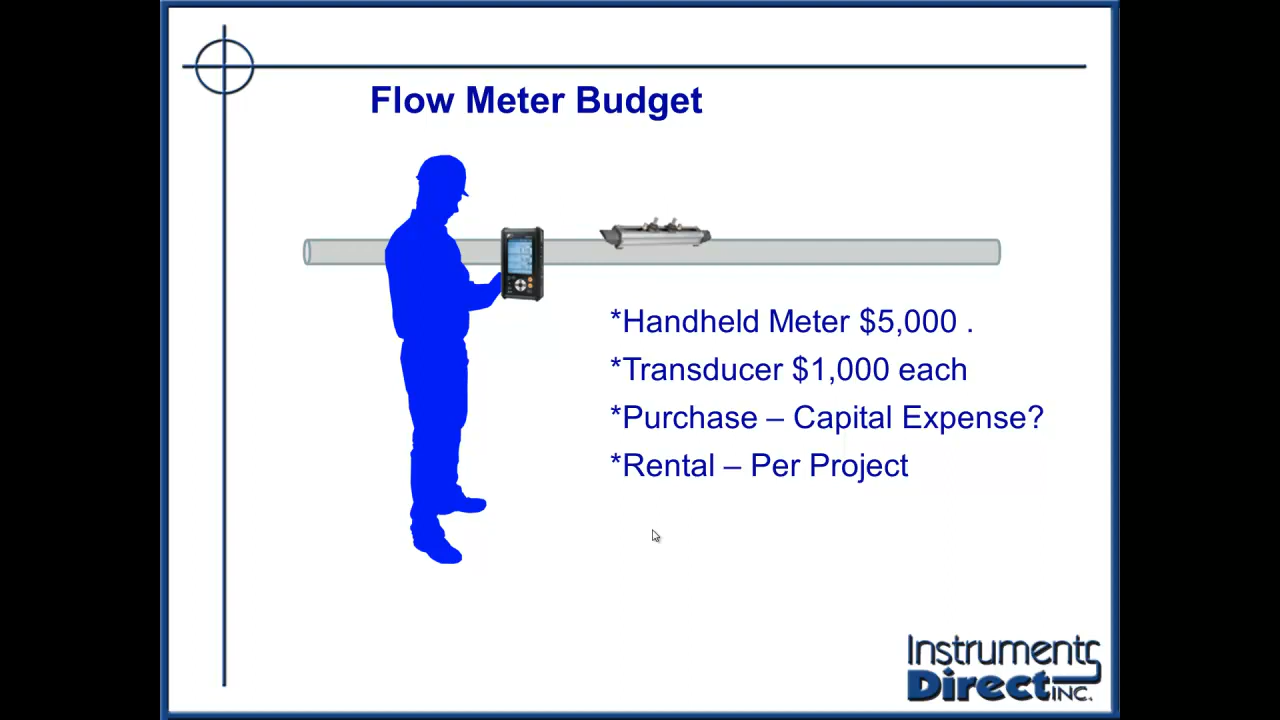 Flow Meter Budget
*Handheld Meter $5,000 .
*Transducer $1,000 each
*Purchase – Capital Expense?
*Rental – Per Project
Instruments
Direct INC.